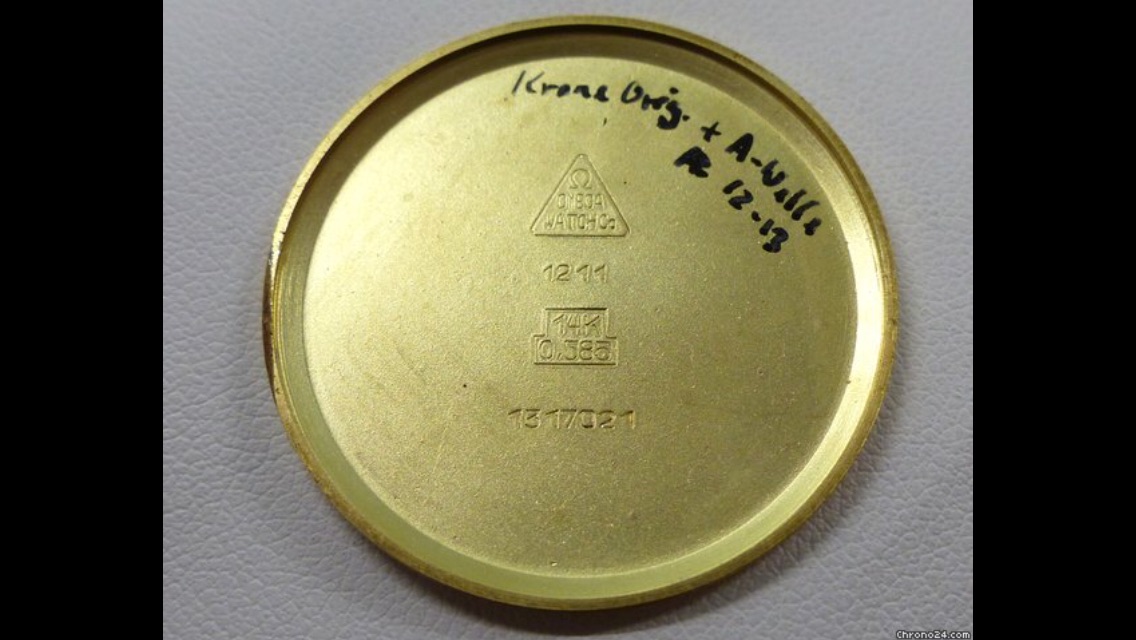 Krone Orig. + A-Welle
12-13
Ω
OMEGA
WATCH Co
1211
14K
0,585
1317021
Chrono24.com